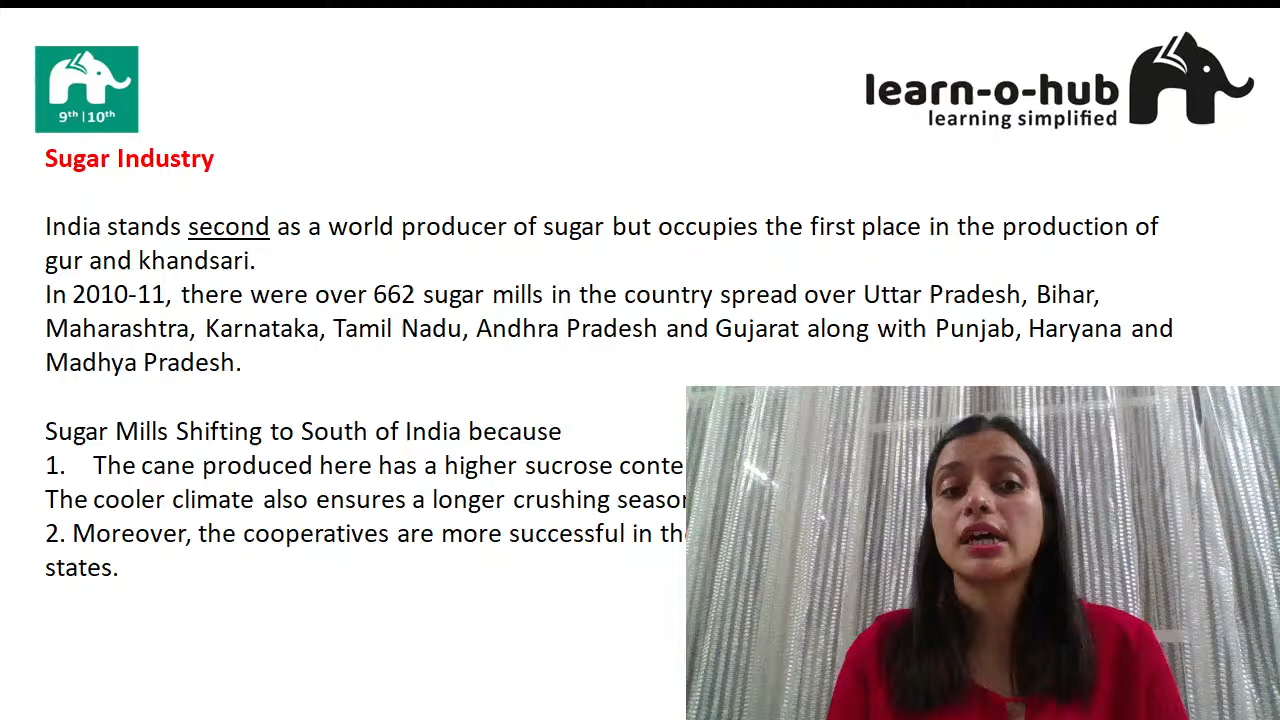 9th | 10th
learn-o-hub
learning simplified
Sugar Industry
India stands second as a world producer of sugar but occupies the first place in the production of
gur and khandsari.
In 2010-11, there were over 662 sugar mills in the country spread over Uttar Pradesh, Bihar,
Maharashtra, Karnataka, Tamil Nadu, Andhra Pradesh and Gujarat along with Punjab, Haryana and
Madhya Pradesh.
Sugar Mills Shifting to South of India because
1. The cane produced here has a higher sucrose
The cooler climate also ensures a longer crushing
2. Moreover, the cooperatives are more successful in
states.